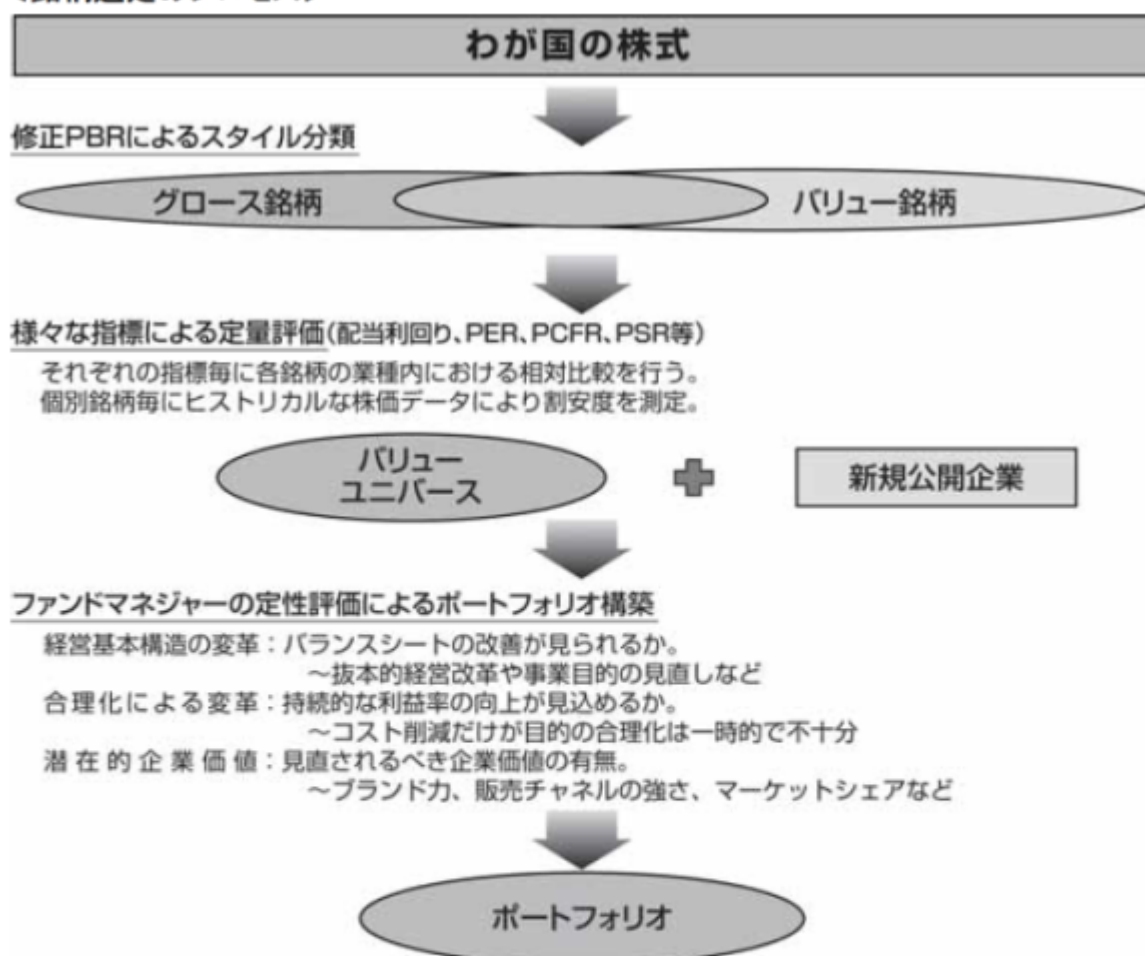 わが国の株式
修正PBRによるスタイル分類
グロース銘柄
バリュー銘柄
様々な指標による定量評価(配当利回り、PER、PCFR、PSR等)
それぞれの指標毎に各銘柄の業種内における相対比較を行う。
個別銘柄毎にヒストリカルな株価データにより割安度を測定。
バリュー
ユニバース
新規公開企業
ファンドマネジャーの定性評価によるポートフォリオ構築
経営基本構造の変革：バランスシートの改善が見られるか。
～抜本的経営改革や事業目的の見直しなど
合理化による変革：持続的な利益率の向上が見込めるか。
～コスト削減だけが目的の合理化は一時的で不十分
潜在的企業価値：見直されるべき企業価値の有無。
～ブランド力、販売チャネルの強さ、マーケットシェアなど
ポートフォリオ